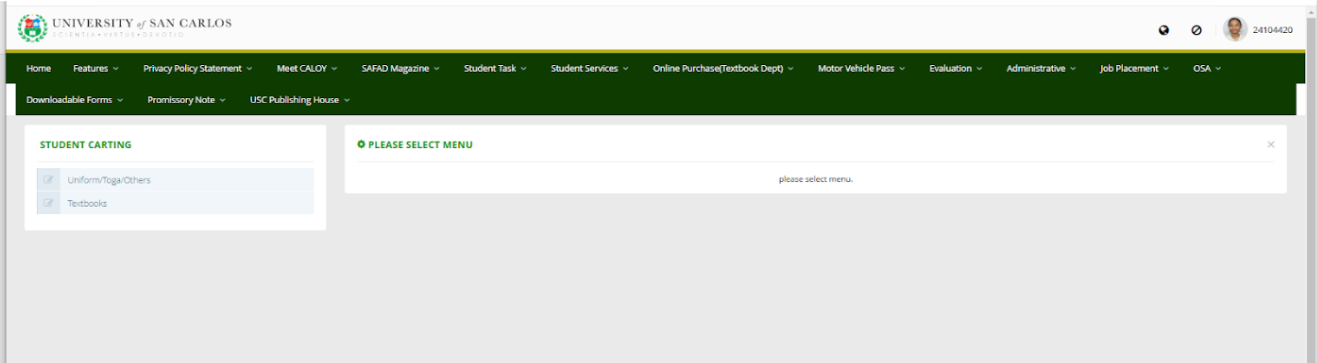 UNIVERSITY of SAN CARLOS
SCIENTIA•VIRTUS•DEVOTIO
24104420
Home Features Privacy Policy Statement Meet CALOY SAFAD Magazine Student Task Student Services Online Purchase(Textbook Dept) Motor Vehicle Pass Evaluation Administrative Job Placement OSA
Downloadable Forms Promissory Note USC Publishing House
STUDENT CARTING
Uniform/Toga/Others
Textbooks
PLEASE SELECT MENU
please select menu.